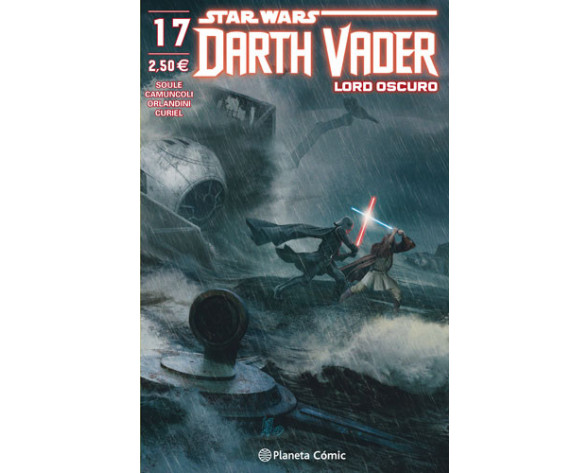 17
2,50€
SOULE
CAMUNCOLI
ORLANDINI
CURIEL
STAR WARS
DARTH VADER
LORD OSCURO
Planeta Cómic